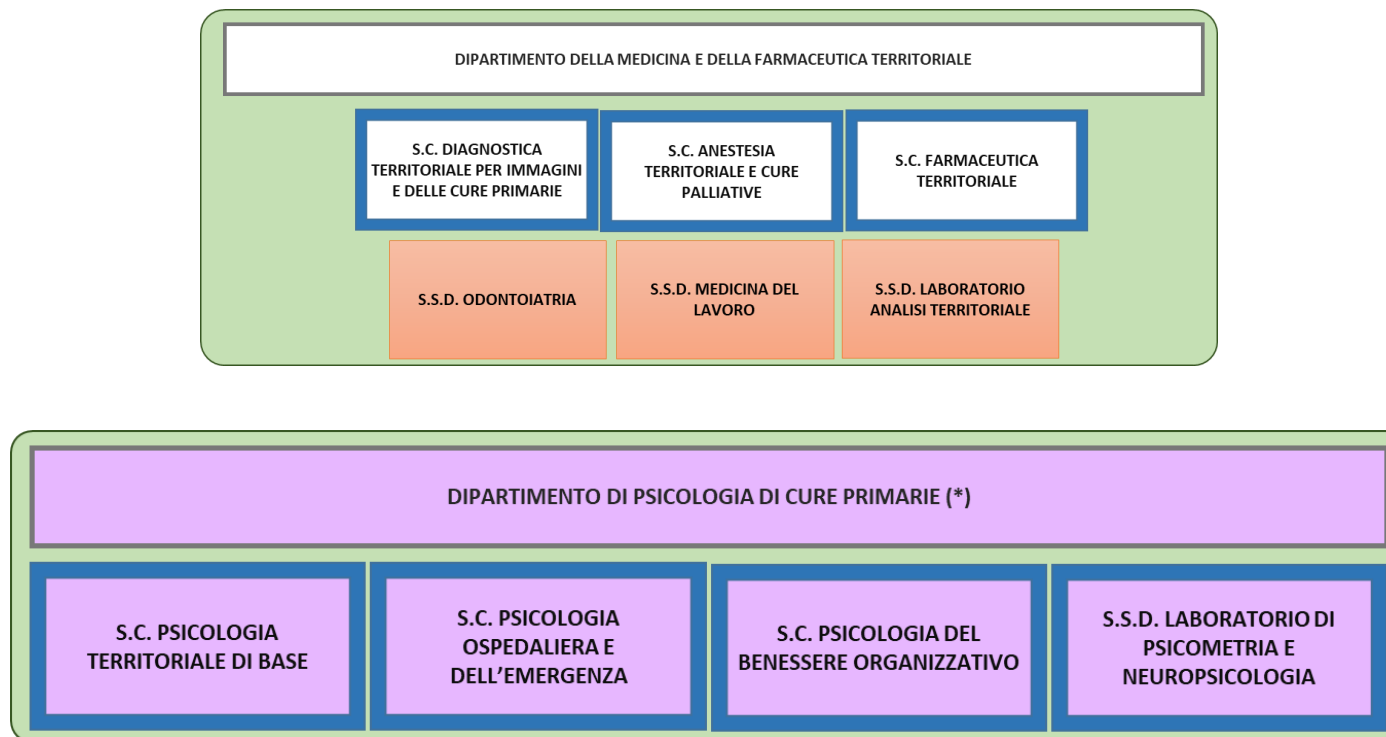 DIPARTIMENTO DELLA MEDICINA E DELLA FARMACEUTICA TERRITORIALE
S.C. DIAGNOSTICA
TERRITORIALE PER IMMAGINI
E DELLE CURE PRIMARIE
S.C. ANESTESIA
TERRITORIALE E CURE
PALLIATIVE
S.C. FARMACEUTICA
TERRITORIALE
S.S.D. ODONTOIATRIA
S.S.D. MEDICINA DEL
LAVORO
S.S.D. LABORATORIO
ANALISI TERRITORIALE
DIPARTIMENTO DI PSICOLOGIA DI CURE PRIMARIE (*)
S.C. PSICOLOGIA
TERRITORIALE DI BASE
S.C. PSICOLOGIA
OSPEDALIERA E
DELL’EMERGENZA
S.C. PSICOLOGIA DEL
BENESSERE ORGANIZZATIVO
S.S.D. LABORATORIO DI
PSICOMETRIA E
NEUROPSICOLOGIA